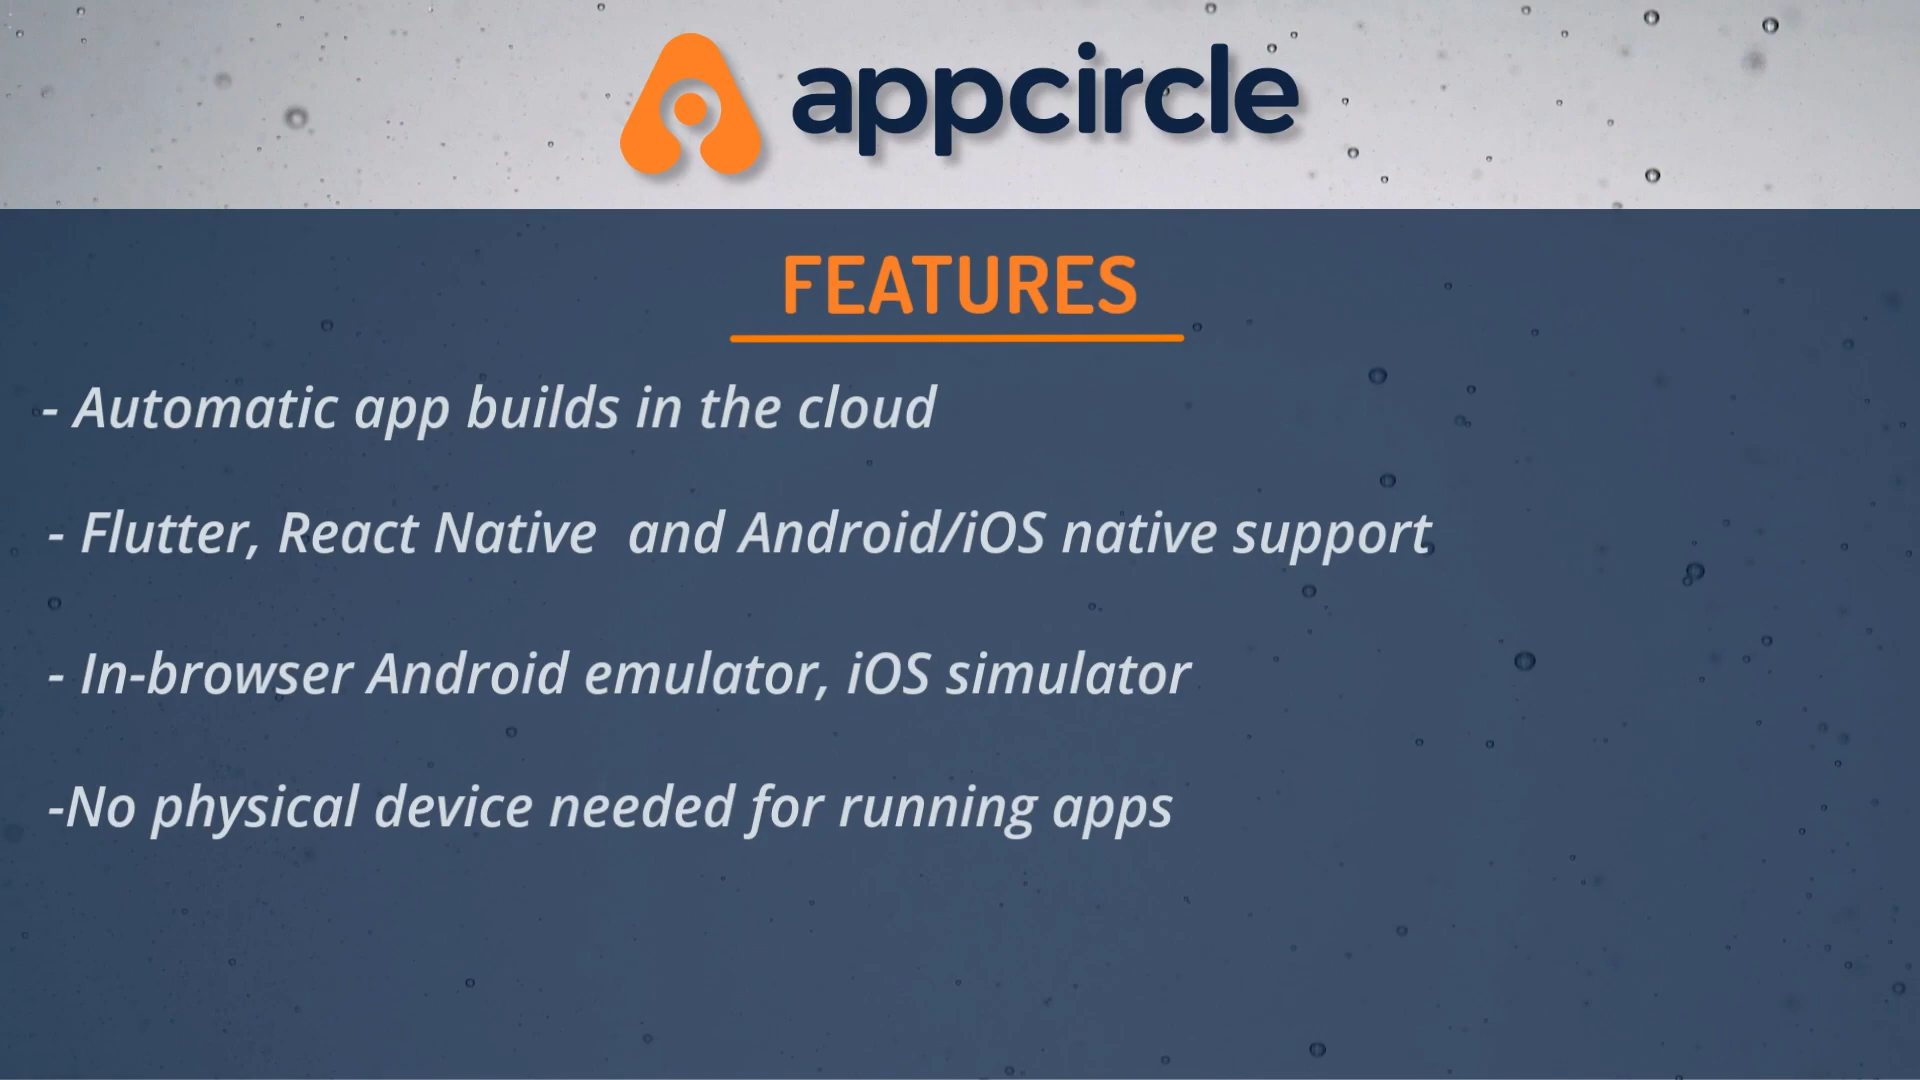 appcircle
FEATURES
- Automatic app builds in the cloud
- Flutter, React Native  and Android/iOS native support
- In-browser Android emulator, iOS simulator
-No physical device needed for running apps